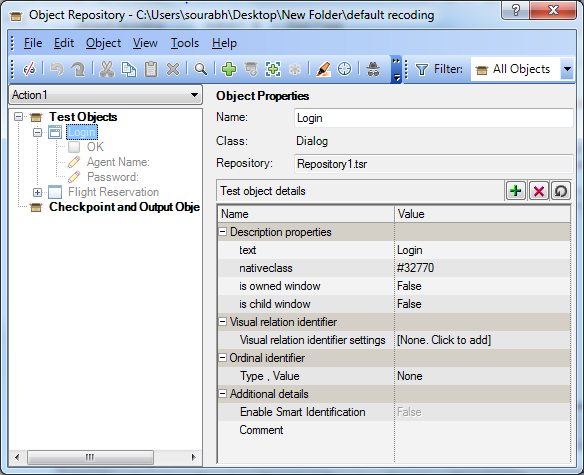 Object Repository - C:\Users\sourabh\Desktop\New Folder\default recoding
File Edit Object View Tools Help
Filter: All Objects
Action1
Test Objects
Login
OK
Agent Name:
Password:
Flight Reservation
Checkpoint and Output Obje
Object Properties
Name: Login
Class: Dialog
Repository: Repository1.tsr
Test object details
Name Value
Description properties
text Login
nativeclass #32770
is owned window False
is child window False
Visual relation identifier
Visual relation identifier settings [None. Click to add]
Ordinal identifier
Type , Value None
Additional details
Enable Smart Identification False
Comment